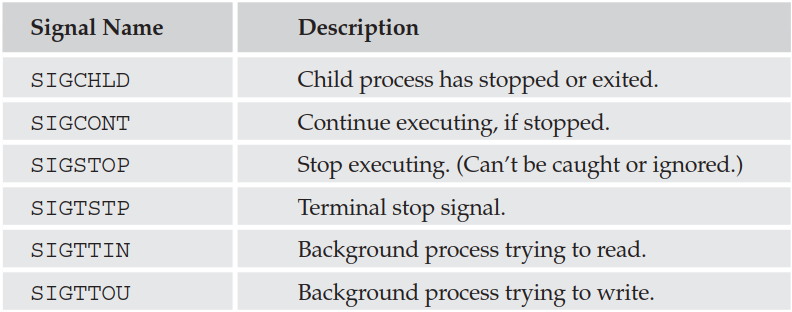 Signal Name Description
SIGCHLD Child process has stopped or exited.
SIGCONT Continue executing, if stopped.
SIGSTOP Stop executing. (Can’t be caught or ignored.)
SIGTSTP Terminal stop signal.
SIGTTIN Background process trying to read.
SIGTTOU Background process trying to write.